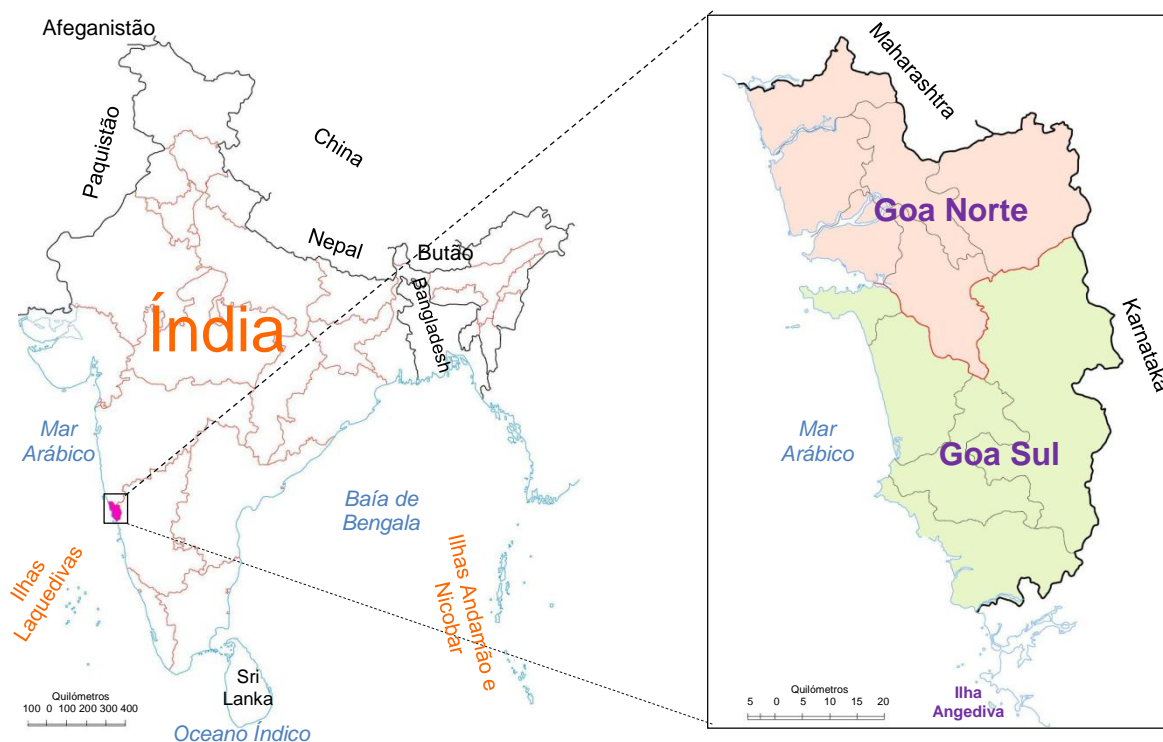 Afeganistão
Paquistão
China
Nepal
Butão
Bangladesh
Índia
Mar
Arábico
Baía de
Bengala
Ilhas
Laquedivas
Ilhas Andamão e
Nicobar
Sri
Lanka
Quilómetros
100 0 100 200 300 400
Oceano Índico
Maharashtra
Goa Norte
Karnataka
Mar
Arábico
Goa Sul
Ilha
Angediva
Quilómetros
5 0 5 10 20